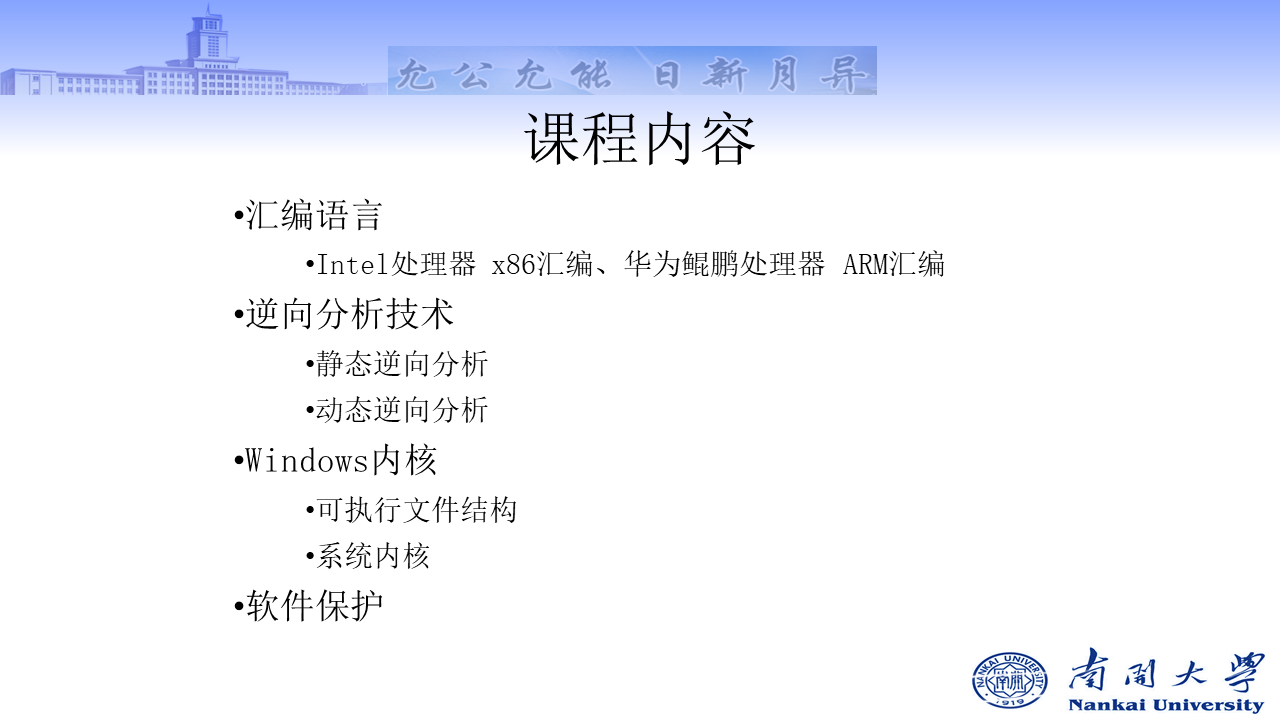 允公允能 日新月异
课程内容
•汇编语言
•Intel处理器 x86汇编、华为鲲鹏处理器 ARM汇编
•逆向分析技术
•静态逆向分析
•动态逆向分析
•Windows内核
•可执行文件结构
•系统内核
•软件保护
NANKAI UNIVERSITY
1919
南開大學
Nankai University